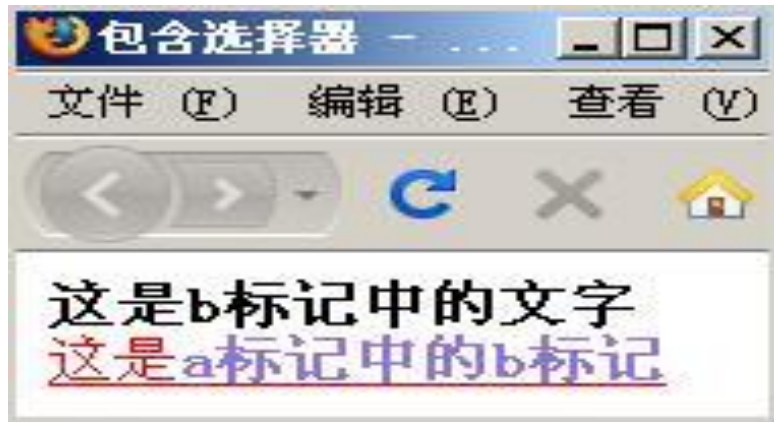 包含选择器 - ...
文件 (F) 编辑 (E) 查看 (V)
这是b标记中的文字
这是a标记中的b标记